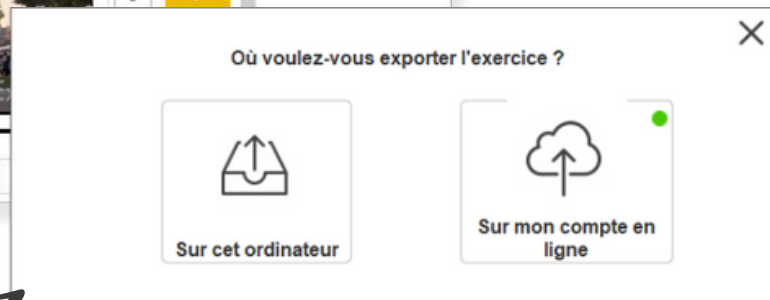 Où voulez-vous exporter l'exercice ?
Sur cet ordinateur
Sur mon compte en
ligne